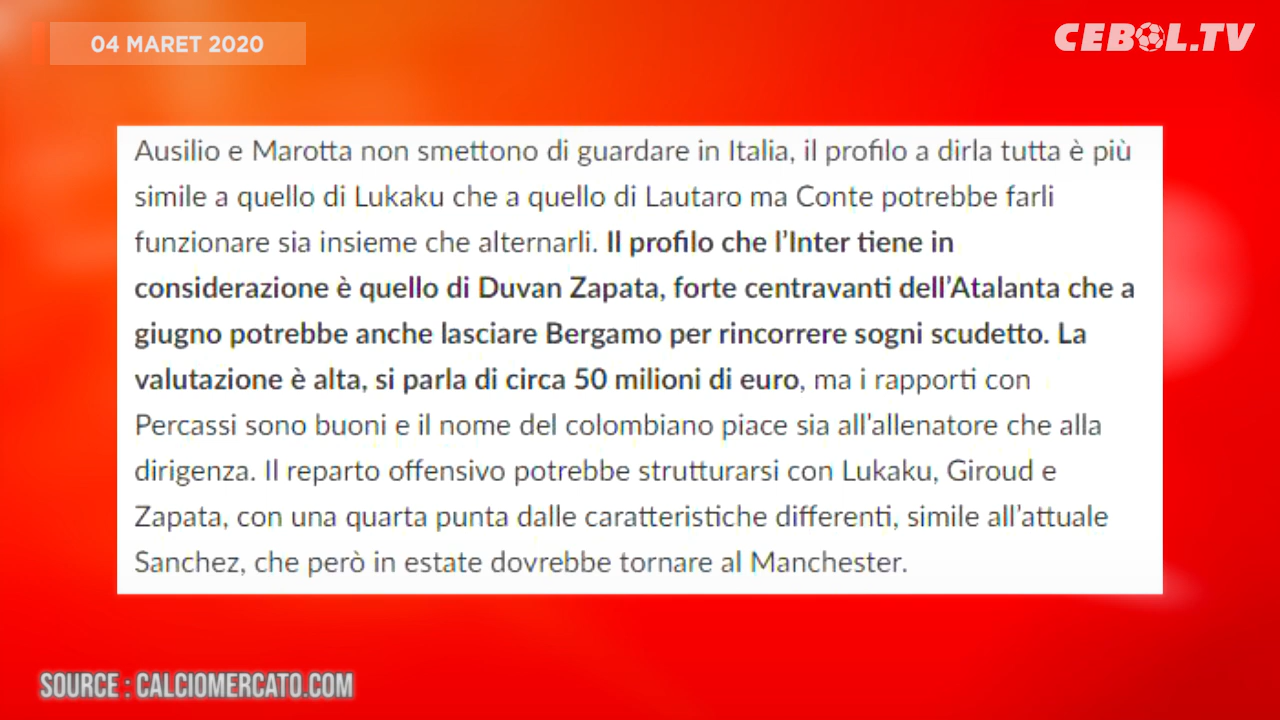 04 MARET 2020
CEBOL.TV
Ausilio e Marotta non smettono di guardare in Italia, il profilo a dirla tutta è più
simile a quello di Lukaku che a quello di Lautaro ma Conte potrebbe farli
funzionare sia insieme che alternarli. Il profilo che l'Inter tiene in
considerazione è quello di Duvan Zapata, forte centravanti dell'Atalanta che a
giugno potrebbe anche lasciare Bergamo per rincorrere sogni scudetto. La
valutazione è alta, si parla di circa 50 milioni di euro, ma i rapporti con
Percassi sono buoni e il nome del colombiano piace sia all'allenatore che alla
dirigenza. Il reparto offensivo potrebbe strutturarsi con Lukaku, Giroud e
Zapata, con una quarta punta dalle caratteristiche differenti, simile all'attuale
Sanchez, che però in estate dovrebbe tornare al Manchester.
SOURCE : CALCIOMERCATO.COM